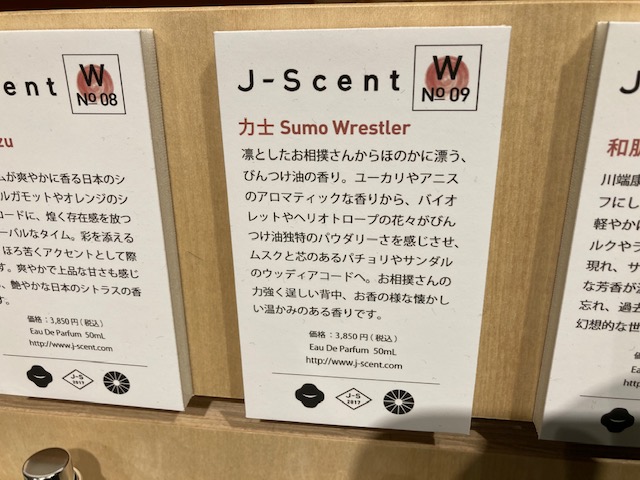 cent
W
No 08
zu
ムが爽やかに香る日本のシ
ルガモットやオレンジのシ
コードに、煌く存在感を放つ
ーバルなタイム。彩を添える
ほろ苦くアクセントとして際
す。爽やかで上品な甘さも感じ
、艶やかな日本のシトラスの香
す。
価格：3,850円（税込）
Eau De Parfum 50mL
http://www.j-scent.com
J-S
2017
J-Scent
W
No 09
力士 Sumo Wrestler
凛としたお相撲さんからほのかに漂う、
びんつけ油の香り。ユーカリやアニス
のアロマティックな香りから、バイオ
レットやヘリオトロープの花々がびん
つけ油独特のパウダリーさを感じさせ、
ムスクと芯のあるパチョリやサンダル
のウッディアコードへ。お相撲さんの
力強く逞しい背中、お香の様な懐かし
い温かみのある香りです。
価格：3,850円（税込）
Eau De Parfum 50mL
http://www.j-scent.com
J-S
2017
J
和肌
川端康
フにし
軽やかに
ルクやラ
現れ、サ
な芳香が
忘れ、過去
幻想的な世
価
Ea
http